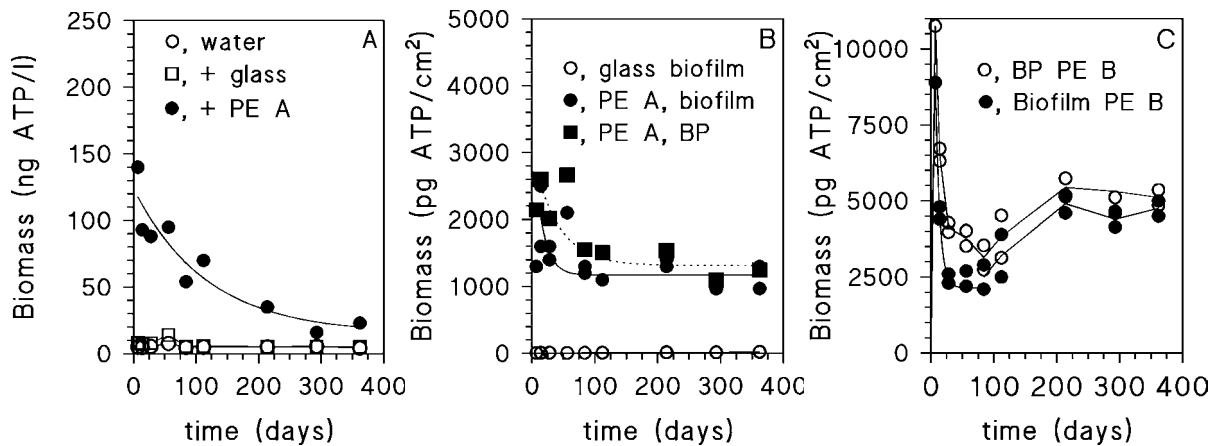 A
○, water
□, + glass
●, + PE A
250
200
150
100
50
0
0 100 200 300 400
Biomass (ng ATP/l)
time (days)
B
○, glass biofilm
●, PE A, biofilm
■, PE A, BP
5000
4000
3000
2000
1000
0
0 100 200 300 400
Biomass (pg ATP/cm²)
time (days)
C
○, BP PE B
●, Biofilm PE B
10000
7500
5000
2500
0
0 100 200 300 400
Biomass (pg ATP/cm²)
time (days)